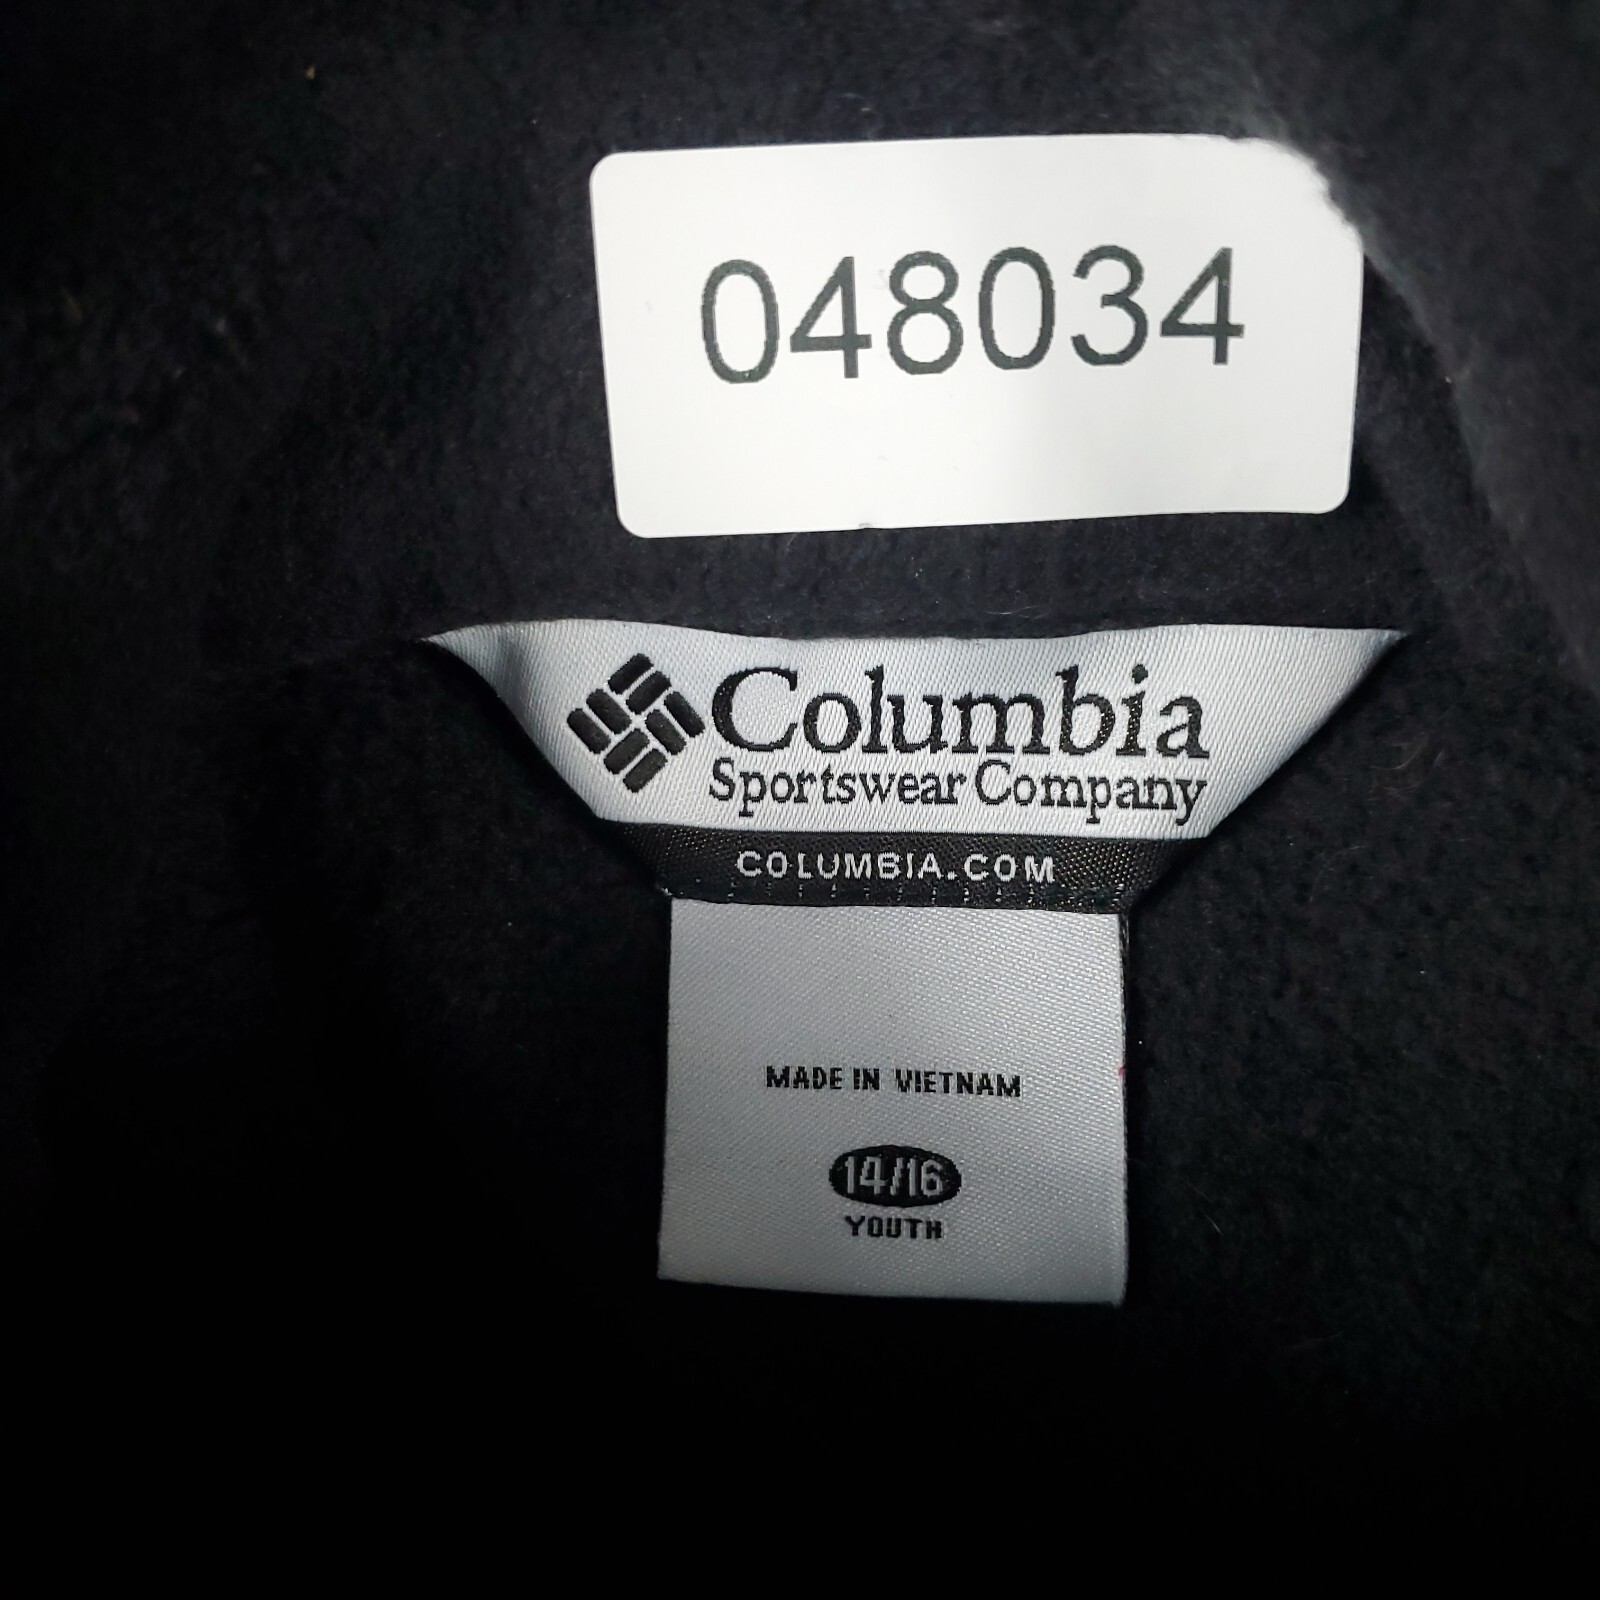 048034
Columbia
Sportswear Company
COLUMBIA.COM
MADE IN VIETNAM
14/16
YOUTH